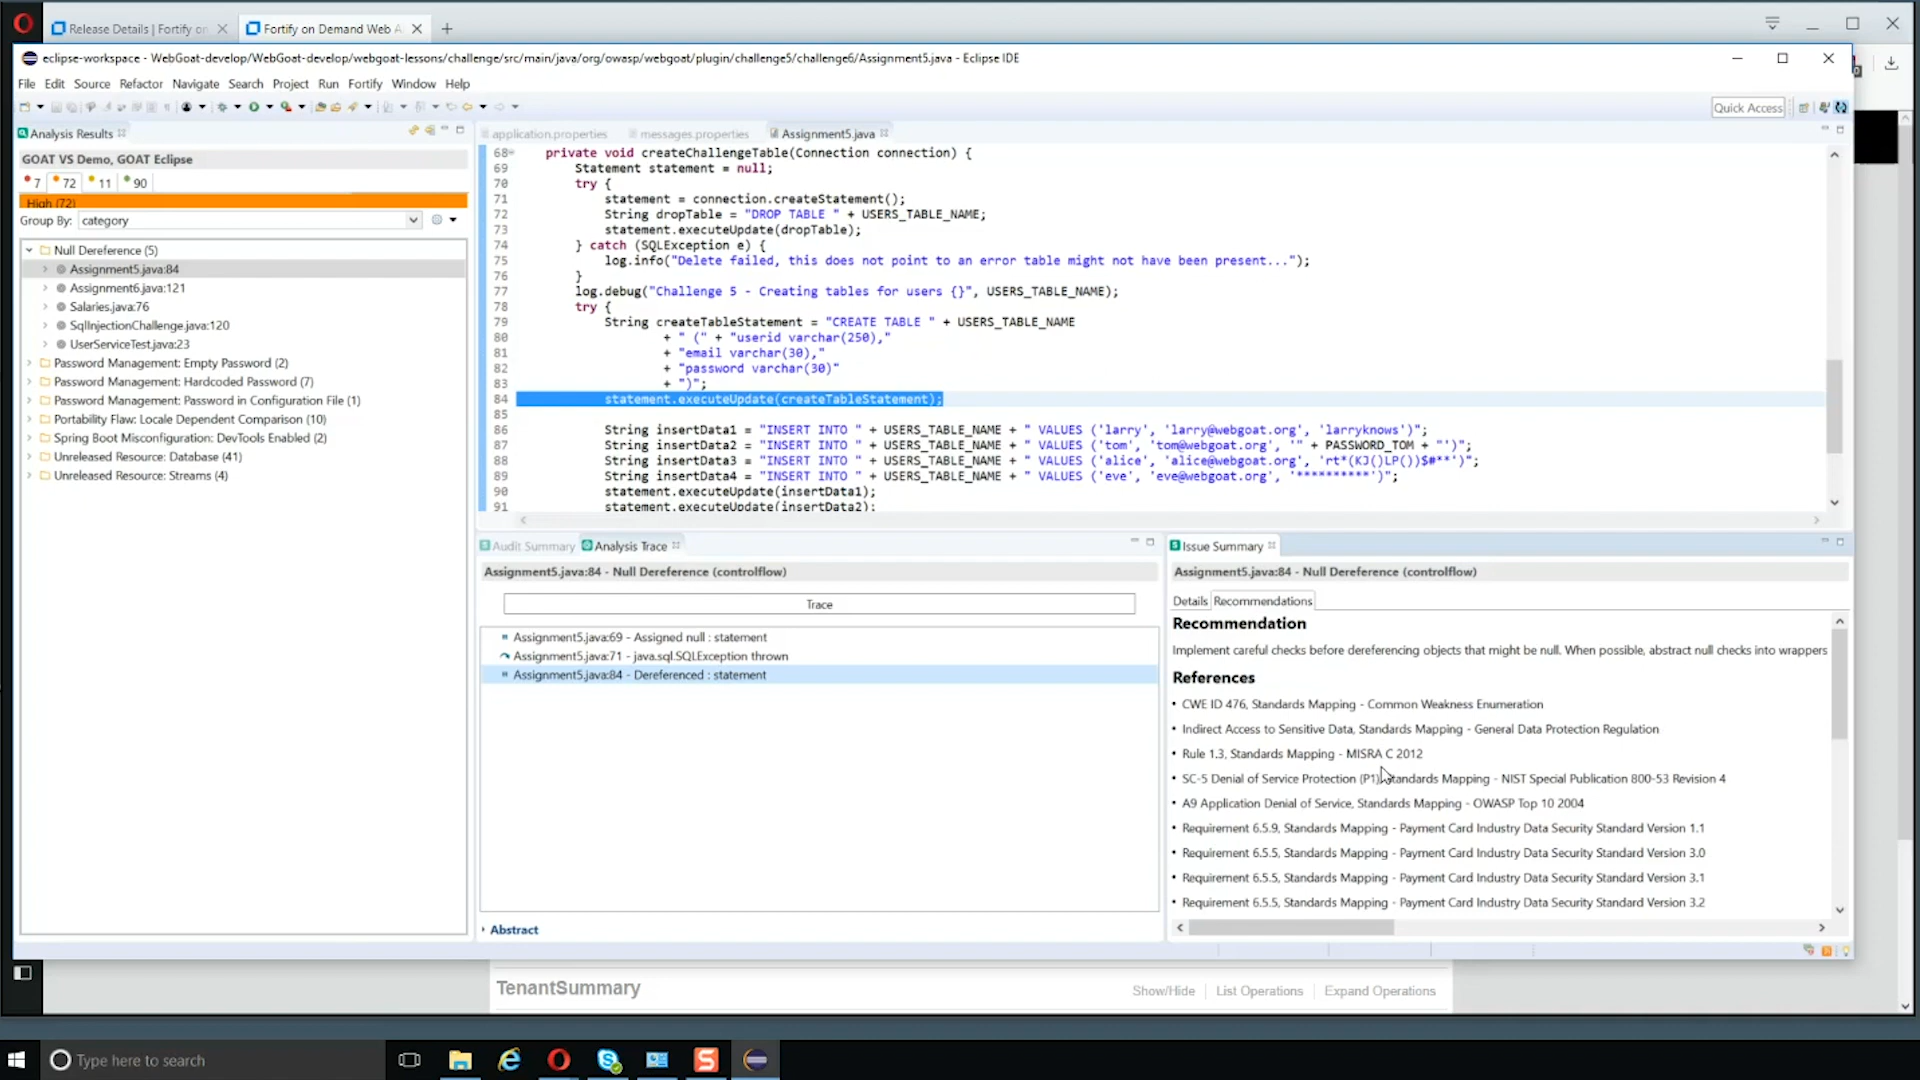 Release Details | Fortify on
Fortify on Demand Web A
eclipse-workspace - WebGoat-develop/WebGoat-develop/webgoat-lessons/challenge/src/main/java/org/owasp/webgoat/plugin/challenge5/challenge6/Assignment5.java - Eclipse IDE
File Edit Source Refactor Navigate Search Project Run Fortify Window Help
Quick Access
Analysis Results
GOAT VS Demo, GOAT Eclipse
7 72 11 90
High (72)
Group By: category
Null Dereference (5)
Assignment5.java:84
Assignment6.java:121
Salaries.java:76
SqlInjectionChallenge.java:120
UserServiceTest.java:23
Password Management: Empty Password (2)
Password Management: Hardcoded Password (7)
Password Management: Password in Configuration File (1)
Portability Flaw: Locale Dependent Comparison (10)
Spring Boot Misconfiguration: DevTools Enabled (2)
Unreleased Resource: Database (41)
Unreleased Resource: Streams (4)
application.properties messages.properties Assignment5.java
68 private void createChallengeTable(Connection connection) {
69 Statement statement = null;
70 try {
71 statement = connection.createStatement();
72 String dropTable = "DROP TABLE " + USERS_TABLE_NAME;
73 statement.executeUpdate(dropTable);
74 } catch (SQLException e) {
75 log.info("Delete failed, this does not point to an error table might not have been present...");
76 }
77 log.debug("Challenge 5 - Creating tables for users {}", USERS_TABLE_NAME);
78 try {
79 String createTableStatement = "CREATE TABLE " + USERS_TABLE_NAME
80 + " (" + "userid varchar(250),"
81 + "email varchar(30),"
82 + "password varchar(30)"
83 + ")";
84 statement.executeUpdate(createTableStatement);
85
86 String insertData1 = "INSERT INTO " + USERS_TABLE_NAME + " VALUES ('larry', 'larry@webgoat.org', 'larryknows')";
87 String insertData2 = "INSERT INTO " + USERS_TABLE_NAME + " VALUES ('tom', 'tom@webgoat.org', '" + PASSWORD_TOM + "')";
88 String insertData3 = "INSERT INTO " + USERS_TABLE_NAME + " VALUES ('alice', 'alice@webgoat.org', 'rt*(KJ()LP())$#**')";
89 String insertData4 = "INSERT INTO " + USERS_TABLE_NAME + " VALUES ('eve', 'eve@webgoat.org', '**********')";
90 statement.executeUpdate(insertData1);
91 statement.executeUpdate(insertData2);
Audit Summary Analysis Trace
Assignment5.java:84 - Null Dereference (controlflow)
Trace
Assignment5.java:69 - Assigned null : statement
Assignment5.java:71 - java.sql.SQLException thrown
Assignment5.java:84 - Dereferenced : statement
Abstract
Issue Summary
Assignment5.java:84 - Null Dereference (controlflow)
Details Recommendations
Recommendation
Implement careful checks before dereferencing objects that might be null. When possible, abstract null checks into wrappers
References
• CWE ID 476, Standards Mapping - Common Weakness Enumeration
• Indirect Access to Sensitive Data, Standards Mapping - General Data Protection Regulation
• Rule 1.3, Standards Mapping - MISRA C 2012
• SC-5 Denial of Service Protection (P1), Standards Mapping - NIST Special Publication 800-53 Revision 4
• A9 Application Denial of Service, Standards Mapping - OWASP Top 10 2004
• Requirement 6.5.9, Standards Mapping - Payment Card Industry Data Security Standard Version 1.1
• Requirement 6.5.5, Standards Mapping - Payment Card Industry Data Security Standard Version 3.0
• Requirement 6.5.5, Standards Mapping - Payment Card Industry Data Security Standard Version 3.1
• Requirement 6.5.5, Standards Mapping - Payment Card Industry Data Security Standard Version 3.2
TenantSummary
Show/Hide List Operations Expand Operations
Type here to search